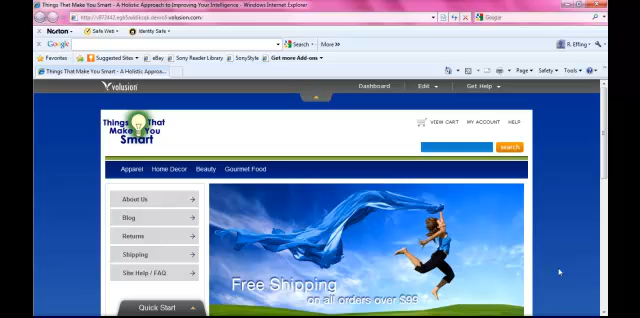 Things That Make You Smart - A Holistic Approach to Improving Your Intelligence - Windows Internet Explorer
Google
Norton
Safe Web
Identity Safe
Google
Search
More »
R. Effing
Favorites
Suggested Sites
eBay
Sony Reader Library
SonyStyle
Get more Add-ons
Things That Make You Smart - A Holistic Approa...
Page
Safety
Tools
volusion
Dashboard
Edit
Get Help
Things That
Make You
Smart
VIEW CART
MY ACCOUNT
HELP
search
Apparel
Home Decor
Beauty
Gourmet Food
About Us
Blog
Returns
Shipping
Site Help / FAQ
Free Shipping
on all orders over $99
Quick Start